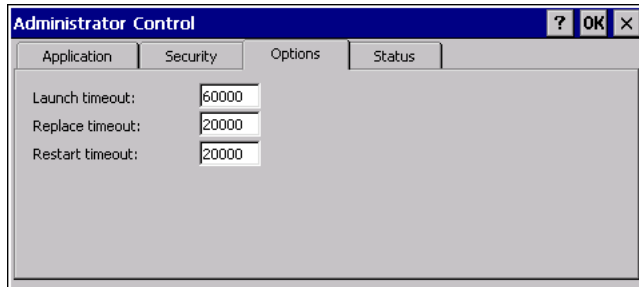 Administrator Control ? OK ×
Application Security Options Status
Launch timeout: 60000
Replace timeout: 20000
Restart timeout: 20000